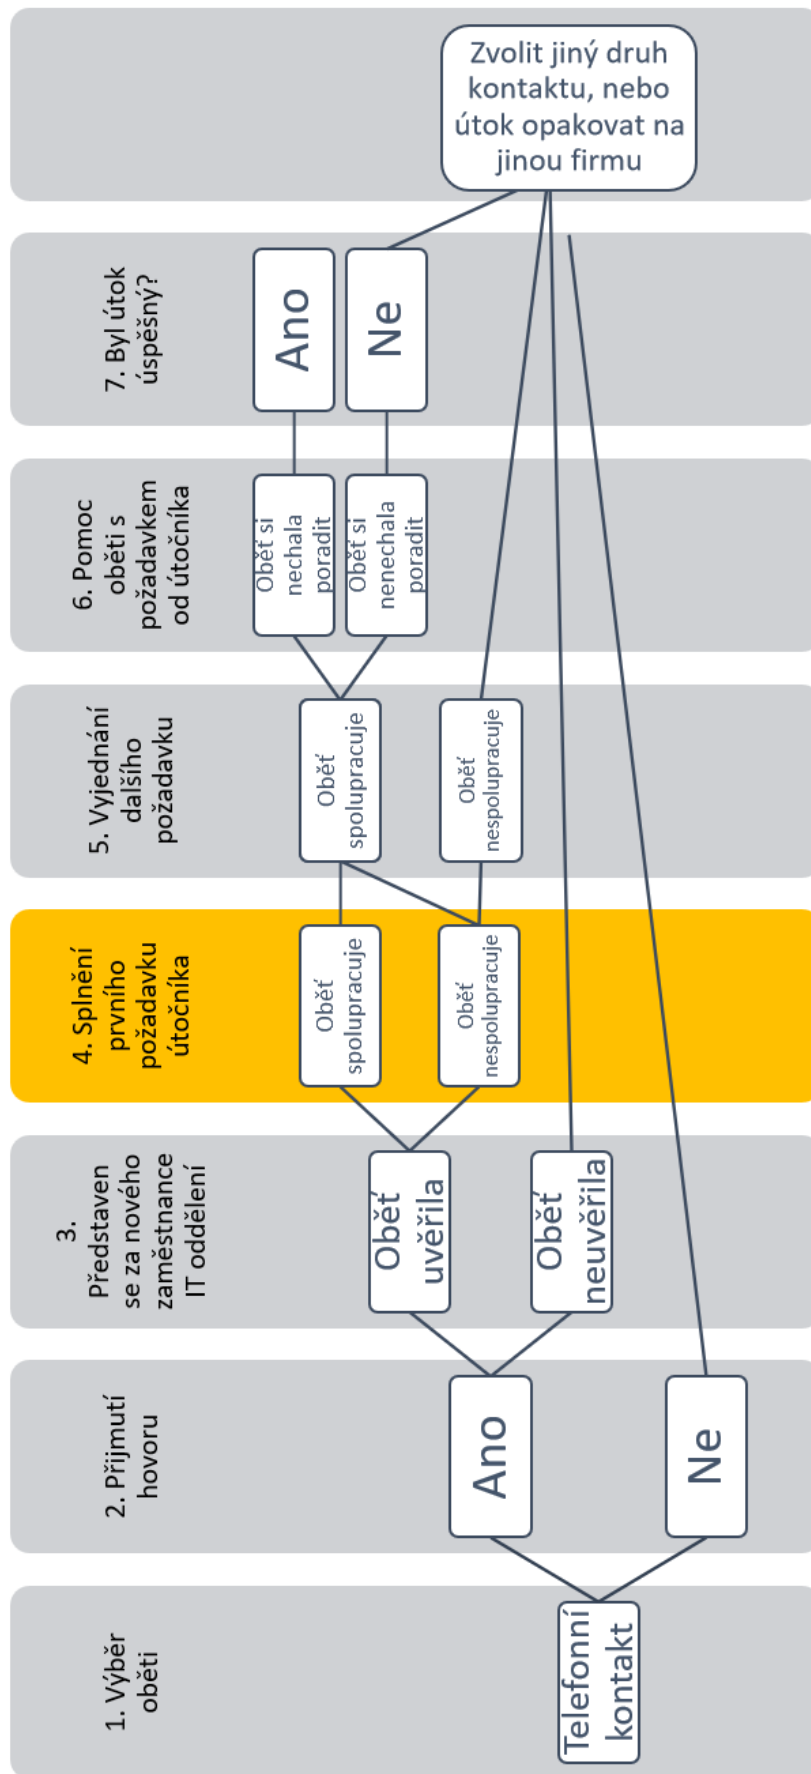 Zvolit jiný druh
kontaktu, nebo
útok opakovat na
jinou firmu
7. Byl útok
úspěšný?
Ano
Ne
6. Pomoc
oběti s
požadavkem
od útočníka
Oběť si
nechala
poradit
Oběť si
nenechala
poradit
5. Vyjednání
dalšího
požadavku
Oběť
spolupracuje
Oběť
nespolupracuje
4. Splnění
prvního
požadavku
útočníka
Oběť
spolupracuje
Oběť
nespolupracuje
3.
Představen
se za nového
zaměstnance
IT oddělení
Oběť
uvěřila
Oběť
neuvěřila
2. Přijmutí
hovoru
Ano
Ne
1. Výběr
oběti
Telefonní
kontakt